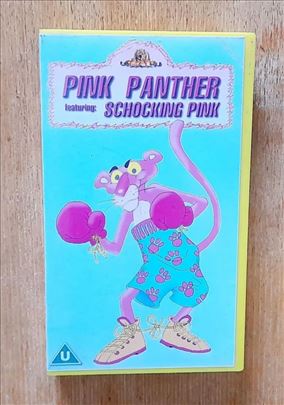 PINK PANTHER
featuring: SCHOCKING PINK
U